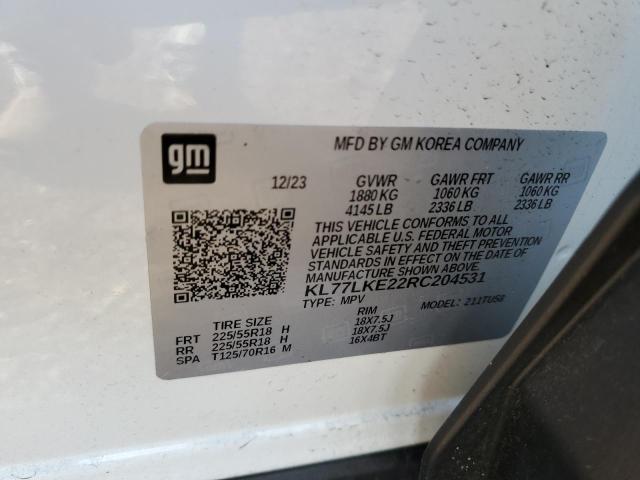 gm
MFD BY GM KOREA COMPANY
12/23 GVWR GAWR FRT GAWR RR
1880 KG 1060 KG 1060 KG
4145 LB 2336 LB 2336 LB
THIS VEHICLE CONFORMS TO ALL
APPLICABLE U.S. FEDERAL MOTOR
VEHICLE SAFETY AND THEFT PREVENTION
STANDARDS IN EFFECT ON THE DATE OF
MANUFACTURE SHOWN ABOVE.
KL77LKE22RC204531
TYPE: MPV MODEL: 211TU58
TIRE SIZE RIM
FRT 225/55R18 H 18X7.5J
RR 225/55R18 H 18X7.5J
SPA T125/70R16 M 16X4BT